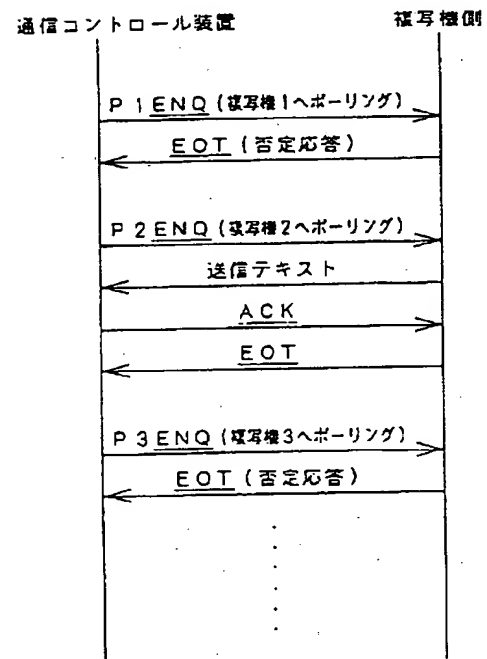 通信コントロール装置
複写機側
P1ENQ(複写機1へポーリング)
EOT(否定応答)
P2ENQ(複写機2へポーリング)
送信テキスト
ACK
EOT
P3ENQ(複写機3へポーリング)
EOT(否定応答)